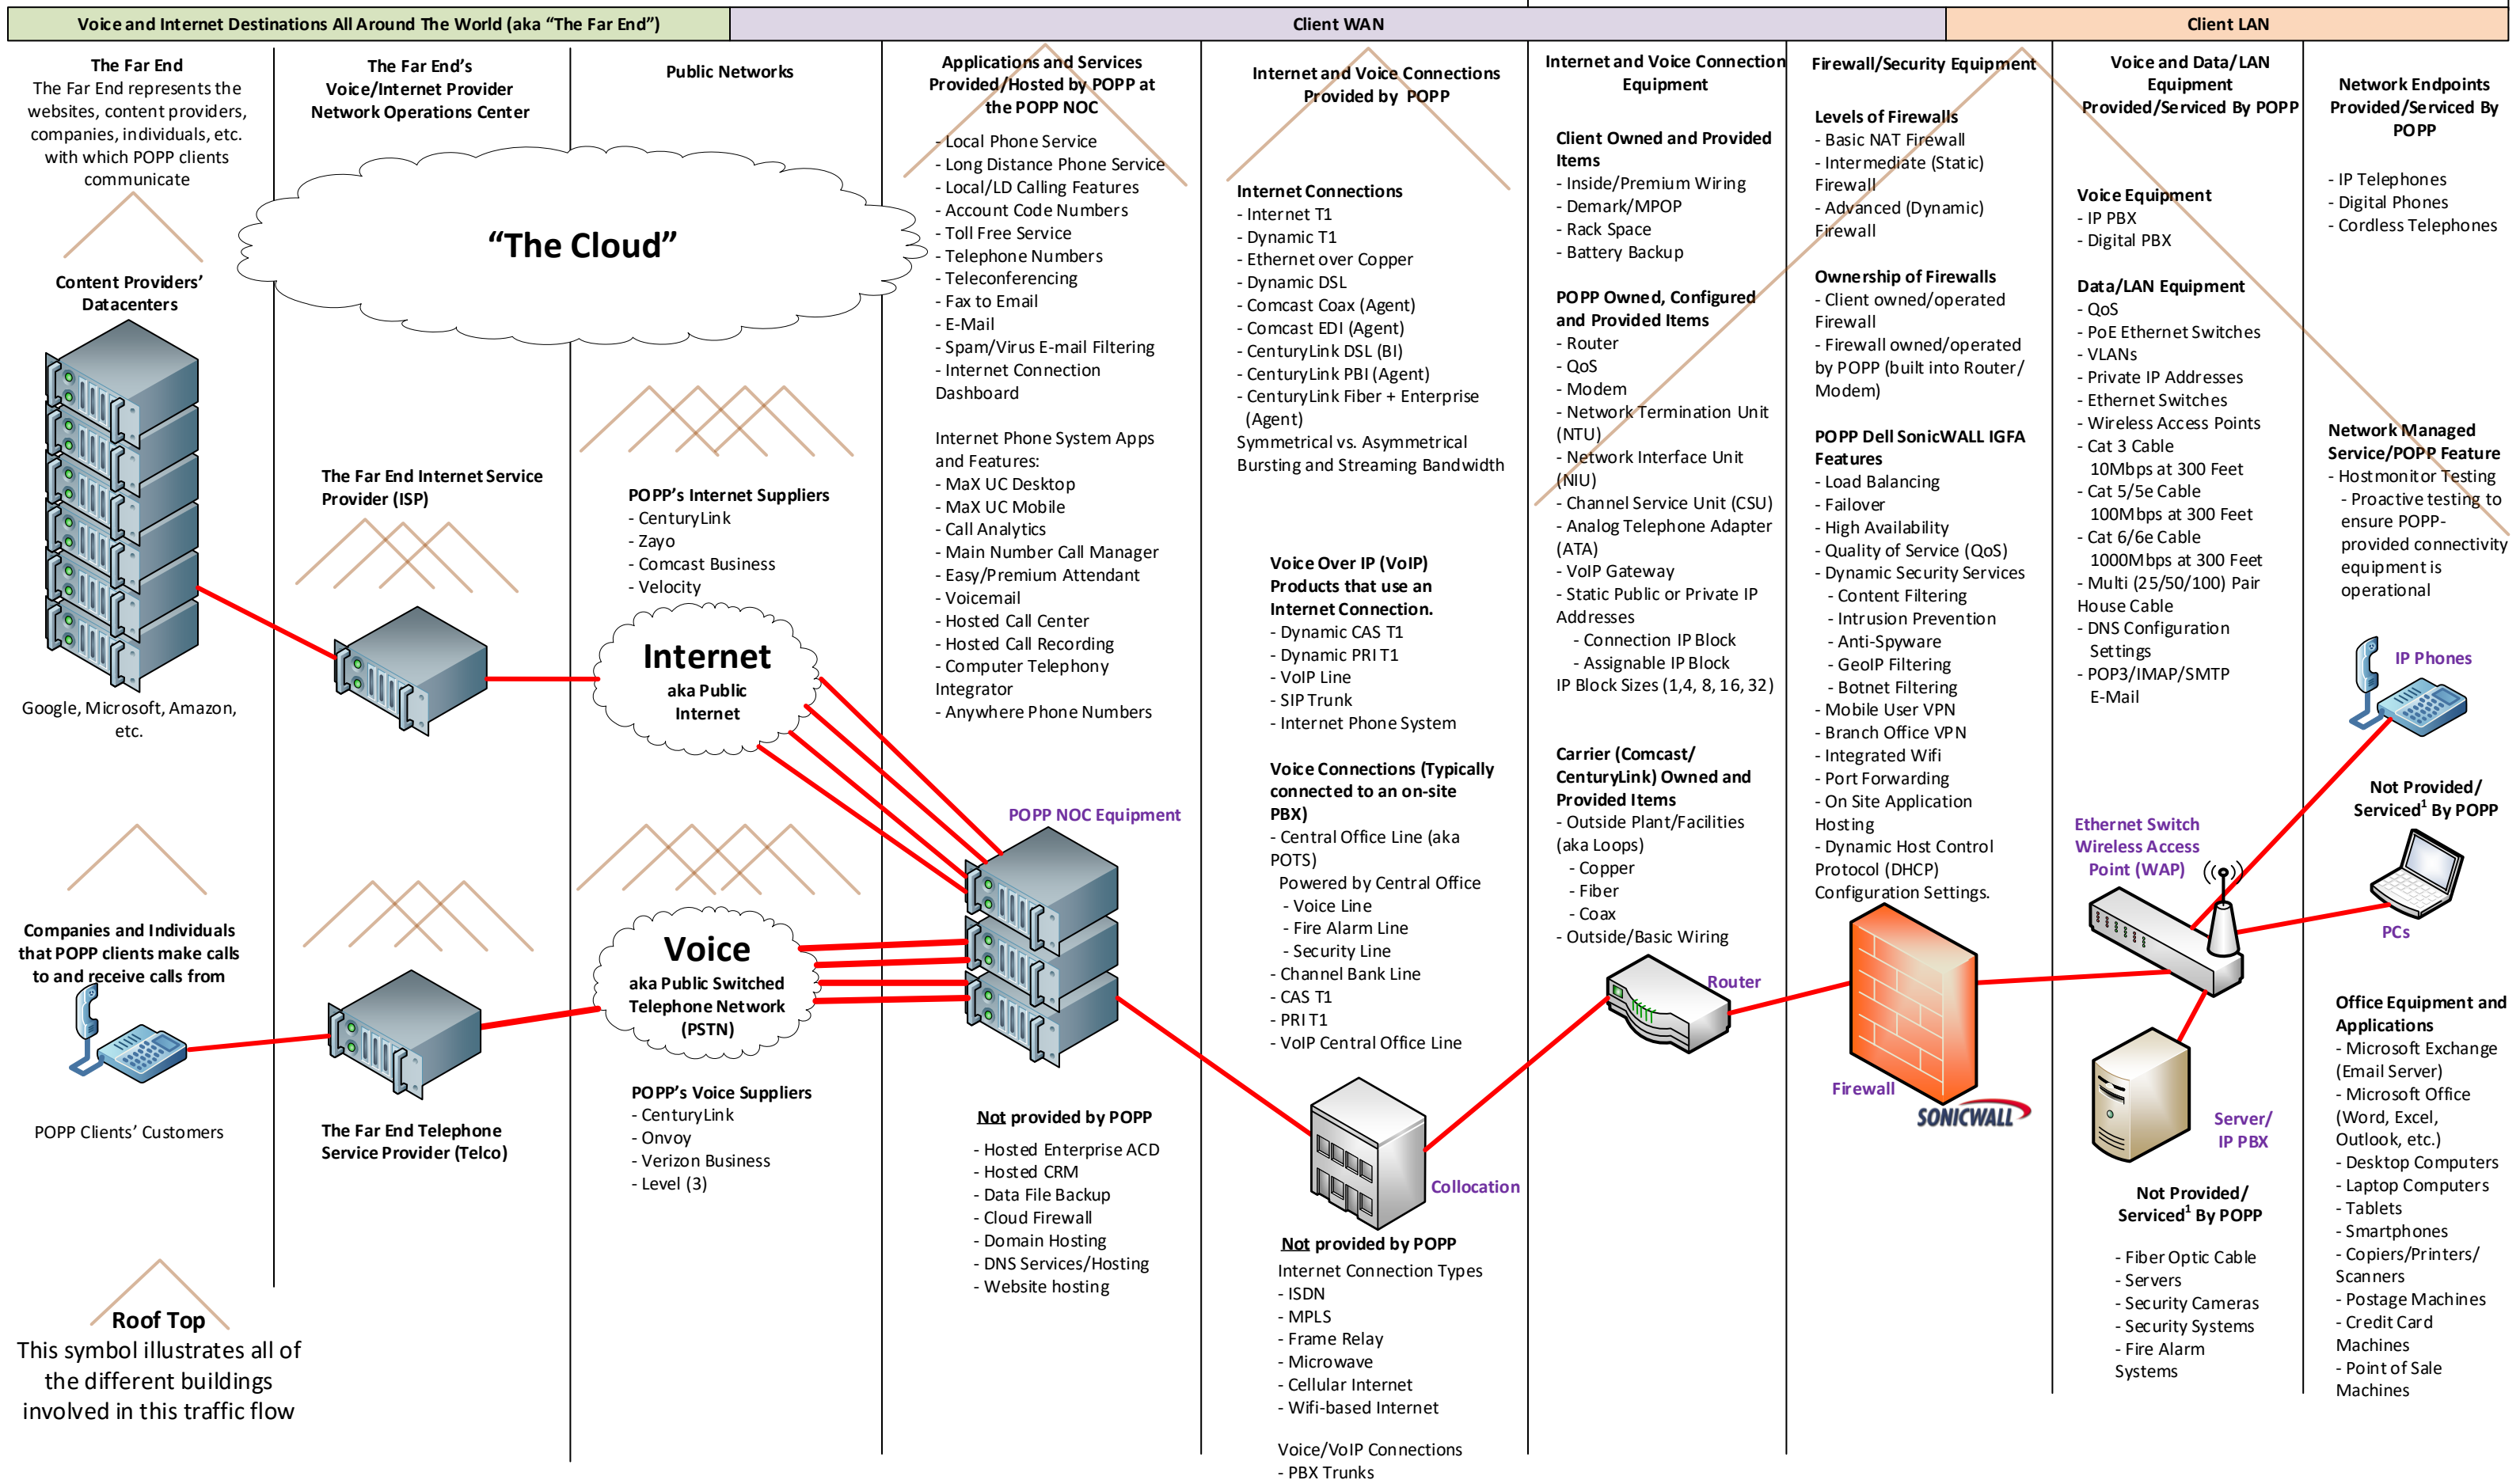 Voice and Internet Destinations All Around The World (aka “The Far End”)
Client WAN
Client LAN
The Far End
The Far End represents the
websites, content providers,
companies, individuals, etc.
with which POPP clients
communicate
Content Providers’
Datacenters
Google, Microsoft, Amazon,
etc.
Companies and Individuals
that POPP clients make calls
to and receive calls from
POPP Clients’ Customers
Roof Top
This symbol illustrates all of
the different buildings
involved in this traffic flow
The Far End’s
Voice/Internet Provider
Network Operations Center
“The Cloud”
The Far End Internet Service
Provider (ISP)
The Far End Telephone
Service Provider (Telco)
Public Networks
POPP’s Internet Suppliers
- CenturyLink
- Zayo
- Comcast Business
- Velocity
Internet
aka Public
Internet
Voice
aka Public Switched
Telephone Network
(PSTN)
POPP’s Voice Suppliers
- CenturyLink
- Onvoy
- Verizon Business
- Level (3)
Applications and Services
Provided/Hosted by POPP at
the POPP NOC
- Local Phone Service
- Long Distance Phone Service
- Local/LD Calling Features
- Account Code Numbers
- Toll Free Service
- Telephone Numbers
- Teleconferencing
- Fax to Email
- E-Mail
- Spam/Virus E-mail Filtering
- Internet Connection
Dashboard
Internet Phone System Apps
and Features:
- MaX UC Desktop
- MaX UC Mobile
- Call Analytics
- Main Number Call Manager
- Easy/Premium Attendant
- Voicemail
- Hosted Call Center
- Hosted Call Recording
- Computer Telephony
Integrator
- Anywhere Phone Numbers
POPP NOC Equipment
Not provided by POPP
- Hosted Enterprise ACD
- Hosted CRM
- Data File Backup
- Cloud Firewall
- Domain Hosting
- DNS Services/Hosting
- Website hosting
Internet and Voice Connections
Provided by POPP
Internet Connections
- Internet T1
- Dynamic T1
- Ethernet over Copper
- Dynamic DSL
- Comcast Coax (Agent)
- Comcast EDI (Agent)
- CenturyLink DSL (BI)
- CenturyLink PBI (Agent)
- CenturyLink Fiber + Enterprise
(Agent)
Symmetrical vs. Asymmetrical
Bursting and Streaming Bandwidth
Voice Over IP (VoIP)
Products that use an
Internet Connection.
- Dynamic CAS T1
- Dynamic PRI T1
- VoIP Line
- SIP Trunk
- Internet Phone System
Voice Connections (Typically
connected to an on-site
PBX)
- Central Office Line (aka
POTS)
Powered by Central Office
- Voice Line
- Fire Alarm Line
- Security Line
- Channel Bank Line
- CAS T1
- PRI T1
- VoIP Central Office Line
Collocation
Not provided by POPP
Internet Connection Types
- ISDN
- MPLS
- Frame Relay
- Microwave
- Cellular Internet
- Wifi-based Internet
Voice/VoIP Connections
- PBX Trunks
Internet and Voice Connection
Equipment
Client Owned and Provided
Items
- Inside/Premium Wiring
- Demark/MPOP
- Rack Space
- Battery Backup
POPP Owned, Configured
and Provided Items
- Router
- QoS
- Modem
- Network Termination Unit
(NTU)
- Network Interface Unit
(NIU)
- Channel Service Unit (CSU)
- Analog Telephone Adapter
(ATA)
- VoIP Gateway
- Static Public or Private IP
Addresses
- Connection IP Block
- Assignable IP Block
IP Block Sizes (1,4, 8, 16, 32)
Carrier (Comcast/
CenturyLink) Owned and
Provided Items
- Outside Plant/Facilities
(aka Loops)
- Copper
- Fiber
- Coax
- Outside/Basic Wiring
Router
Firewall/Security Equipment
Levels of Firewalls
- Basic NAT Firewall
- Intermediate (Static)
Firewall
- Advanced (Dynamic)
Firewall
Ownership of Firewalls
- Client owned/operated
Firewall
- Firewall owned/operated
by POPP (built into Router/
Modem)
POPP Dell SonicWALL IGFA
Features
- Load Balancing
- Failover
- High Availability
- Quality of Service (QoS)
- Dynamic Security Services
- Content Filtering
- Intrusion Prevention
- Anti-Spyware
- GeoIP Filtering
- Botnet Filtering
- Mobile User VPN
- Branch Office VPN
- Integrated Wifi
- Port Forwarding
- On Site Application
Hosting
- Dynamic Host Control
Protocol (DHCP)
Configuration Settings.
Firewall
SONICWALL
Voice and Data/LAN
Equipment
Provided/Serviced By POPP
Voice Equipment
- IP PBX
- Digital PBX
Data/LAN Equipment
- QoS
- PoE Ethernet Switches
- VLANs
- Private IP Addresses
- Ethernet Switches
- Wireless Access Points
- Cat 3 Cable
10Mbps at 300 Feet
- Cat 5/5e Cable
100Mbps at 300 Feet
- Cat 6/6e Cable
1000Mbps at 300 Feet
- Multi (25/50/100) Pair
House Cable
- DNS Configuration
Settings
- POP3/IMAP/SMTP
E-Mail
Ethernet Switch
Wireless Access
Point (WAP)
Server/
IP PBX
Not Provided/
Serviced¹ By POPP
- Fiber Optic Cable
- Servers
- Security Cameras
- Security Systems
- Fire Alarm
Systems
Network Endpoints
Provided/Serviced By
POPP
- IP Telephones
- Digital Phones
- Cordless Telephones
Network Managed
Service/POPP Feature
- Hostmonitor Testing
- Proactive testing to
ensure POPP-
provided connectivity
equipment is
operational
IP Phones
Not Provided/
Serviced¹ By POPP
PCs
Office Equipment and
Applications
- Microsoft Exchange
(Email Server)
- Microsoft Office
(Word, Excel,
Outlook, etc.)
- Desktop Computers
- Laptop Computers
- Tablets
- Smartphones
- Copiers/Printers/
Scanners
- Postage Machines
- Credit Card
Machines
- Point of Sale
Machines